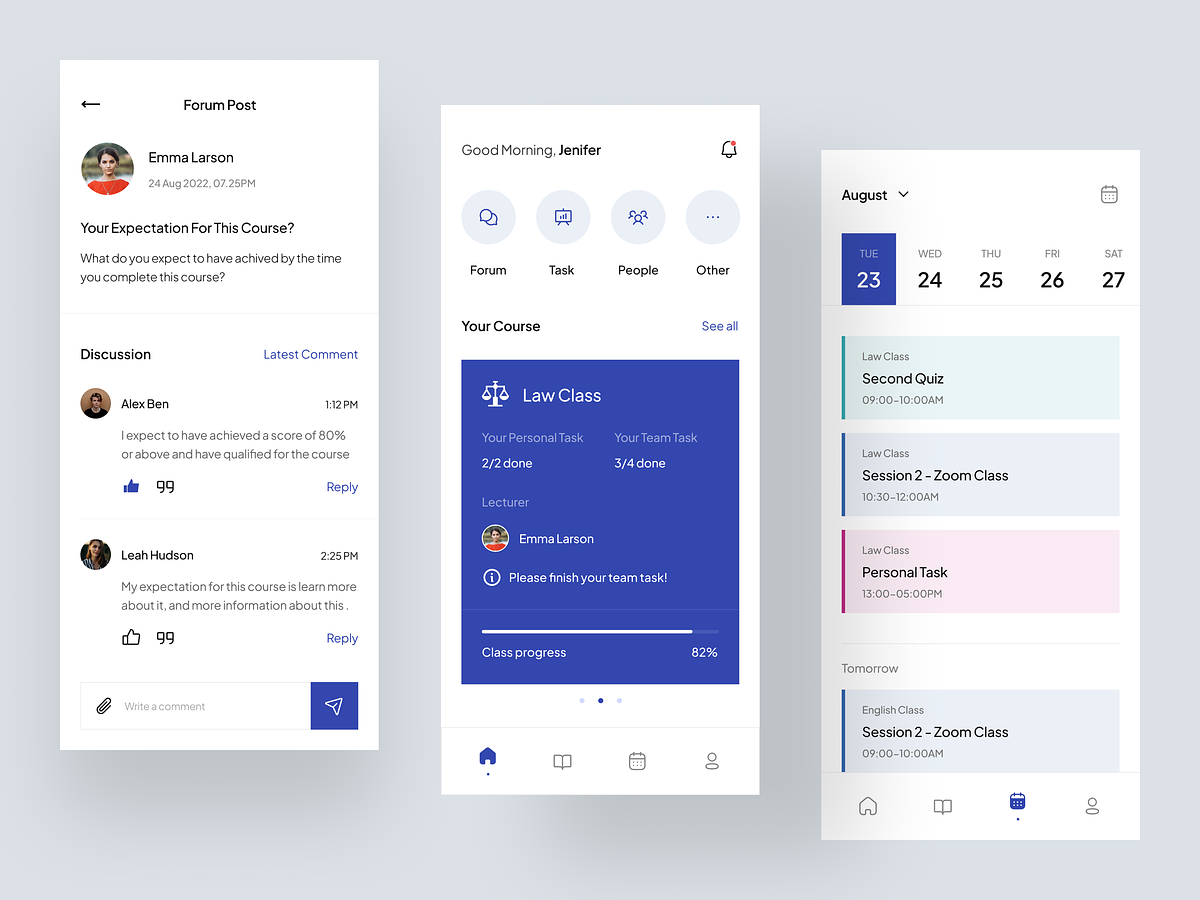 Forum Post
Emma Larson
24 Aug 2022, 07.25PM
Your Expectation For This Course?
What do you expect to have achived by the time
you complete this course?
Discussion
Latest Comment
Alex Ben
1:12 PM
I expect to have achieved a score of 80%
or above and have qualified for the course
Reply
Leah Hudson
2:25 PM
My expectation for this course is learn more
about it, and more information about this .
Reply
Write a comment
Good Morning, Jenifer
Forum
Task
People
Other
Your Course
See all
Law Class
Your Personal Task
Your Team Task
2/2 done
3/4 done
Lecturer
Emma Larson
Please finish your team task!
Class progress
82%
August
TUE
WED
THU
FRI
SAT
23
24
25
26
27
Law Class
Second Quiz
09:00-10:00AM
Law Class
Session 2 - Zoom Class
10:30-12:00AM
Law Class
Personal Task
13:00-05:00PM
Tomorrow
English Class
Session 2 - Zoom Class
09:00-10:00AM